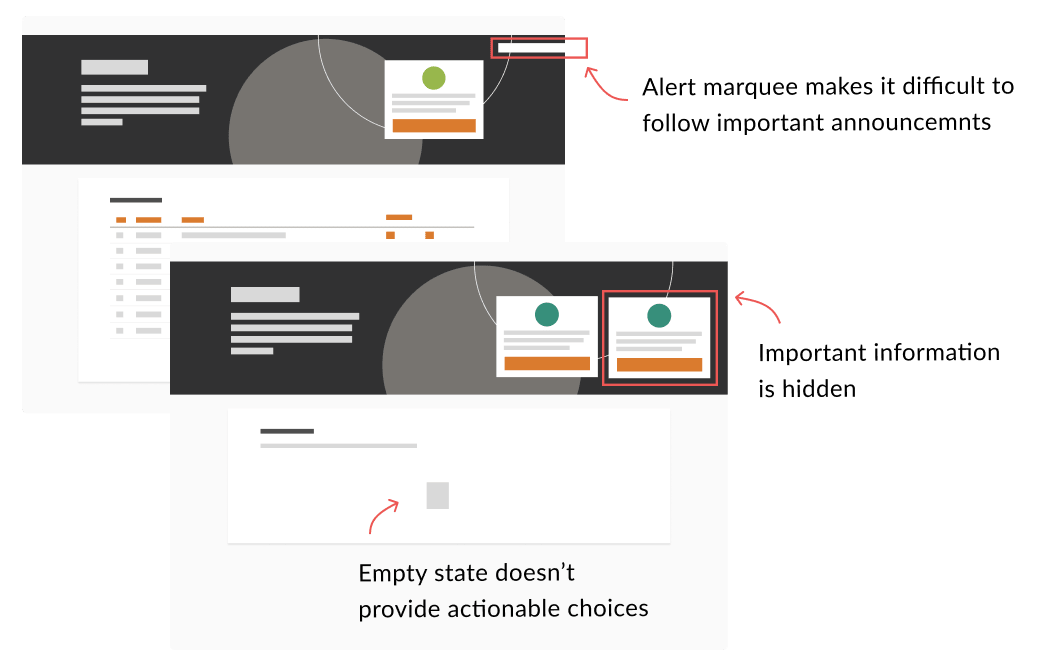 Alert marquee makes it difficult to
follow important announcemnts
Important information
is hidden
Empty state doesn’t
provide actionable choices